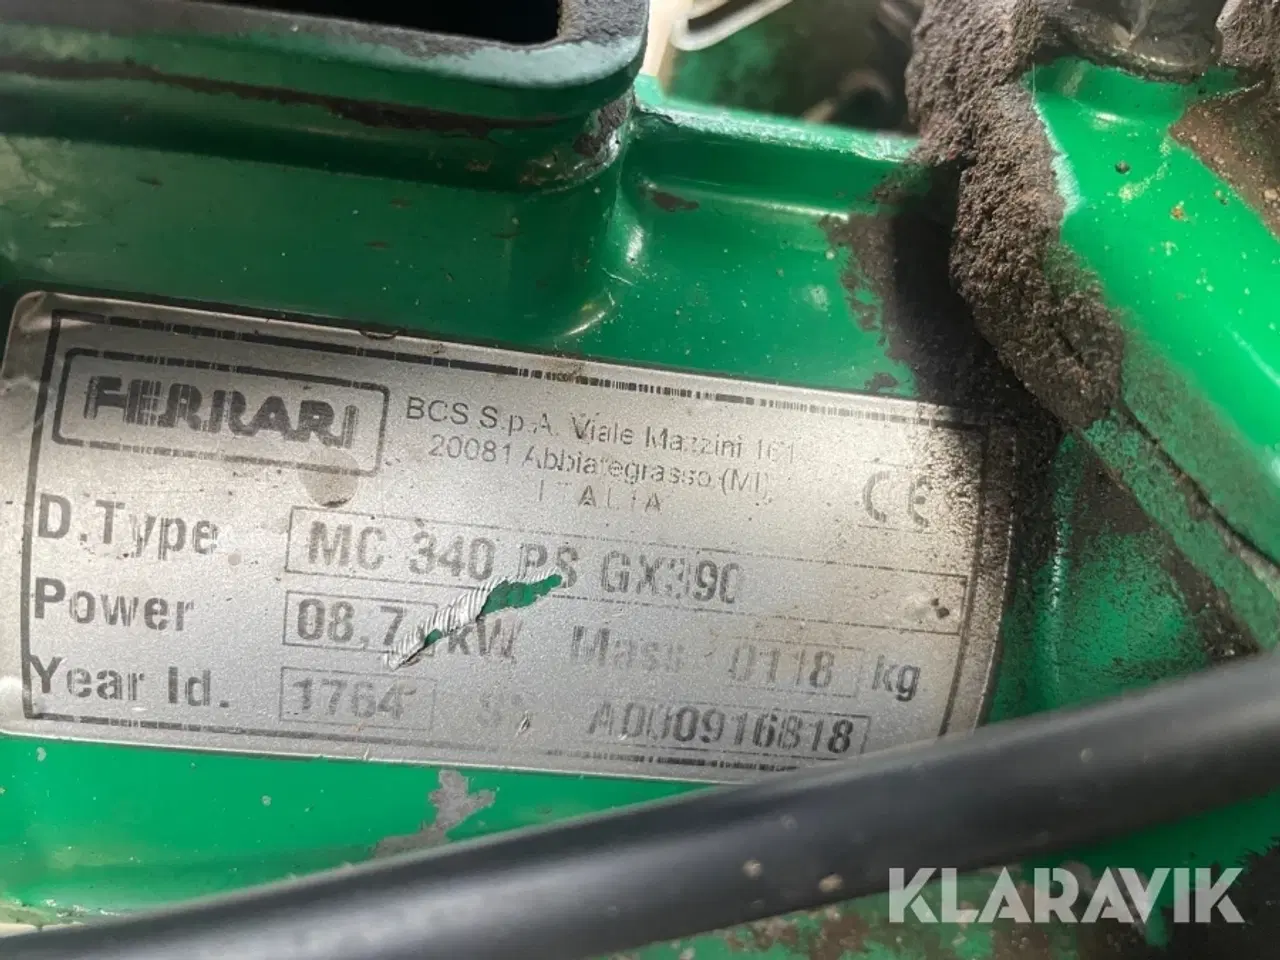 FERRARI
BCS S.p.A. Viale Mazzini 161
20081 Abbiategrasso (MI)
ITALIA
CE
D.Type MC 340 PS GX390
Power 08,7 kW Mass 0118 kg
Year Id. 1764 SN A000916818
KLARAVIK